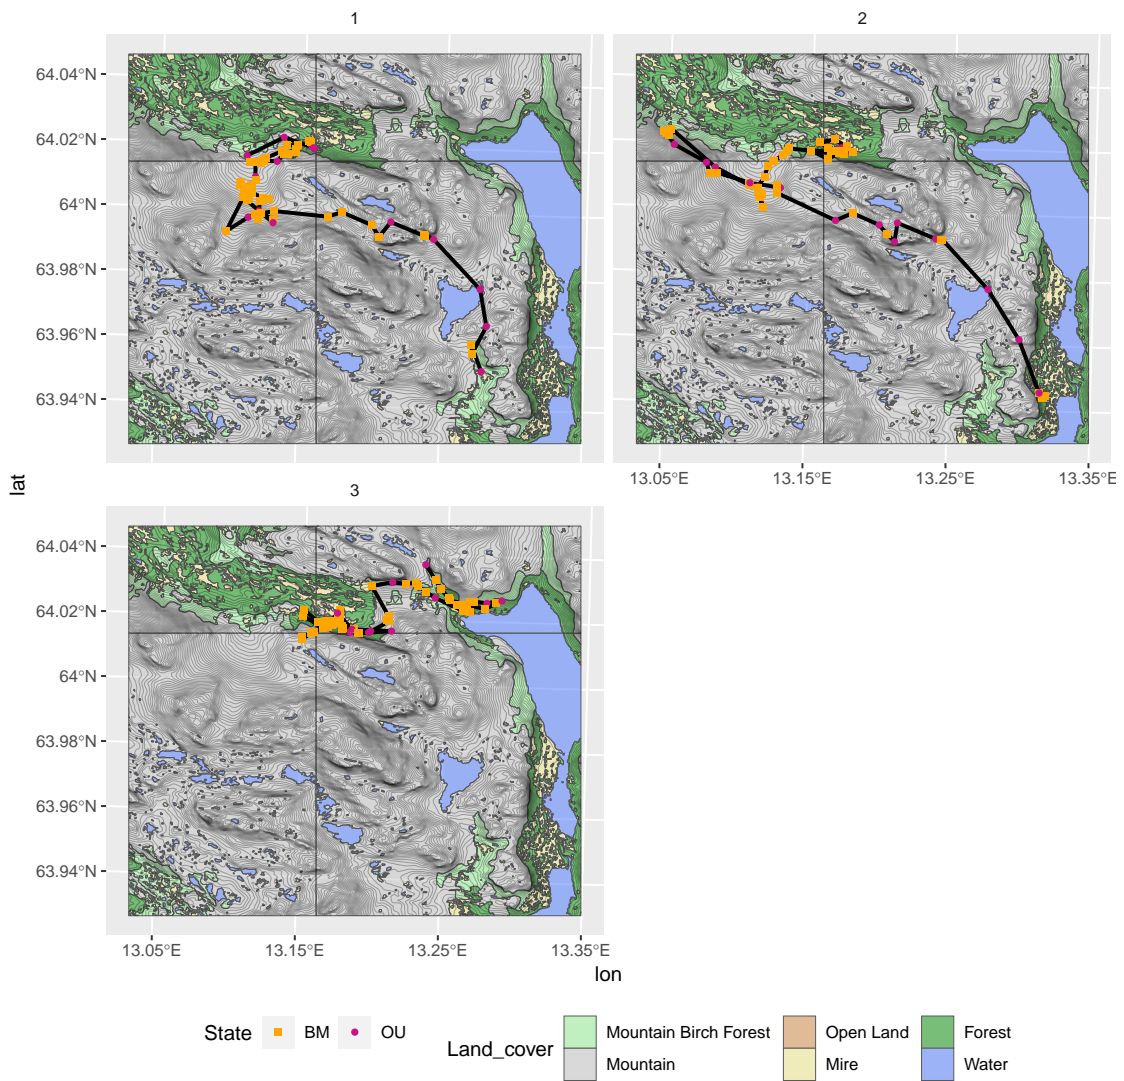 1
2
64.04°N
64.02°N
64°N
63.98°N
63.96°N
63.94°N
13.05°E 13.15°E 13.25°E 13.35°E
3
64.04°N
64.02°N
64°N
63.98°N
63.96°N
63.94°N
13.05°E 13.15°E 13.25°E 13.35°E
lat
lon
State BM OU
Land_cover
Mountain Birch Forest Open Land Forest
Mountain Mire Water